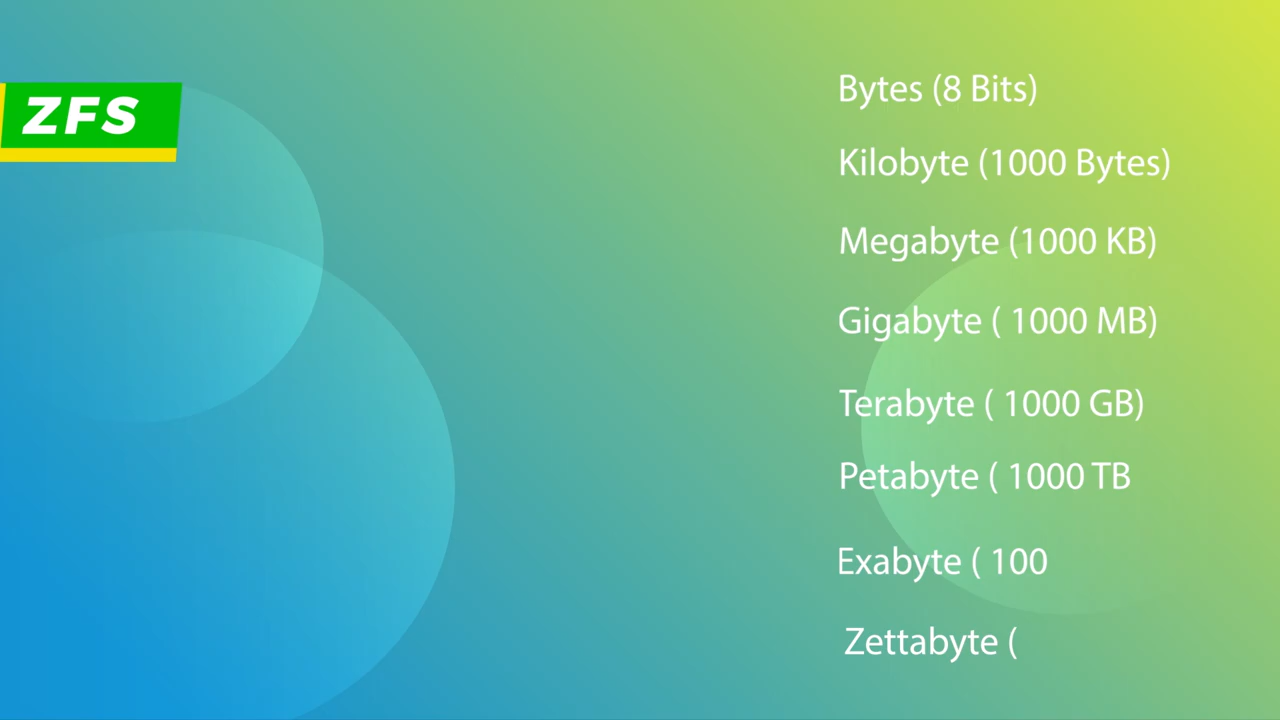 ZFS
Bytes (8 Bits)
Kilobyte (1000 Bytes)
Megabyte (1000 KB)
Gigabyte ( 1000 MB)
Terabyte ( 1000 GB)
Petabyte ( 1000 TB
Exabyte ( 100
Zettabyte (